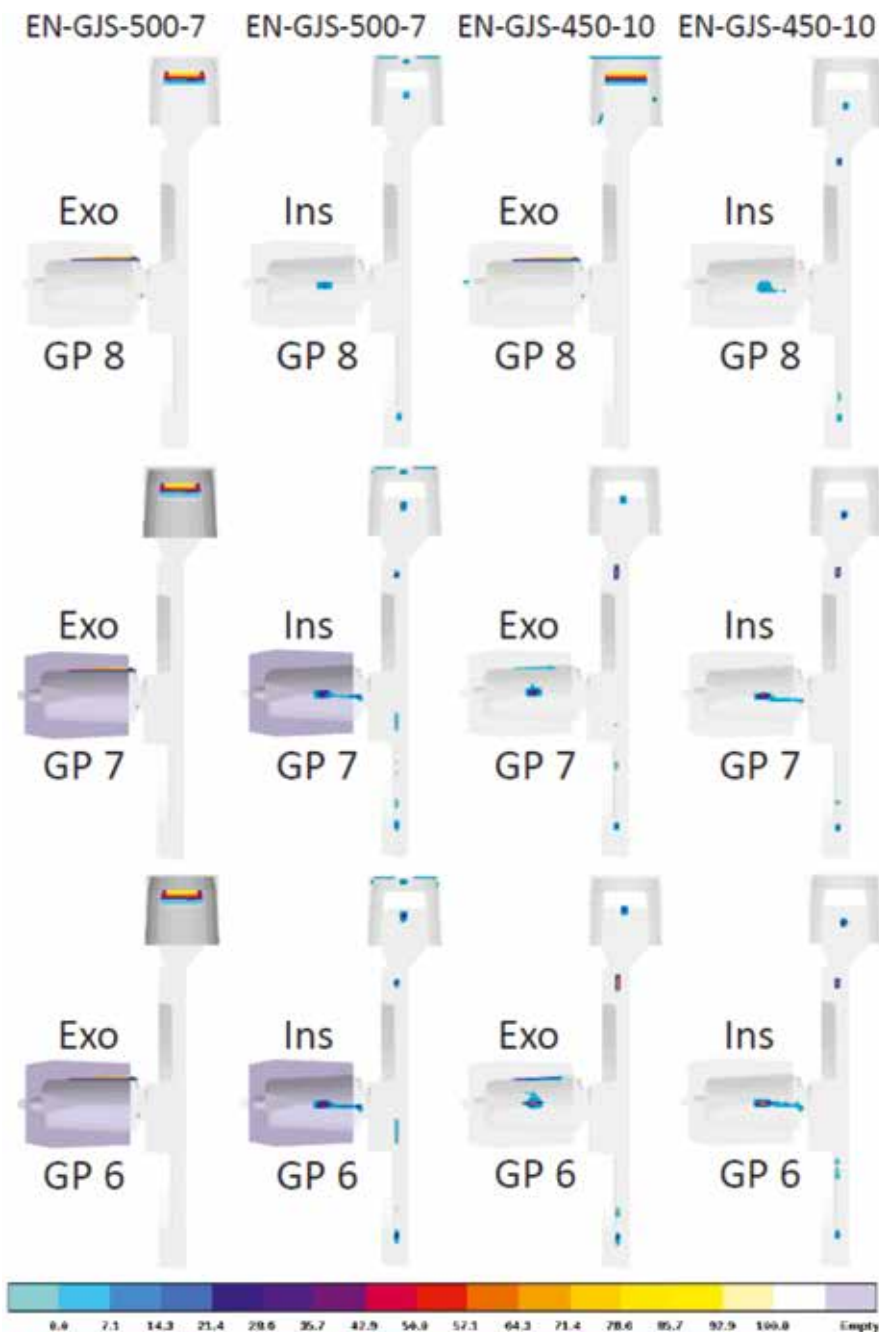 EN-GJS-500-7 EN-GJS-500-7 EN-GJS-450-10 EN-GJS-450-10
Exo Ins Exo Ins
GP 8 GP 8 GP 8 GP 8
Exo Ins Exo Ins
GP 7 GP 7 GP 7 GP 7
Exo Ins Exo Ins
GP 6 GP 6 GP 6 GP 6
0.0 7.1 14.3 21.4 28.6 35.7 42.9 50.0 57.1 64.3 71.4 78.6 85.7 92.9 100.0 Empty